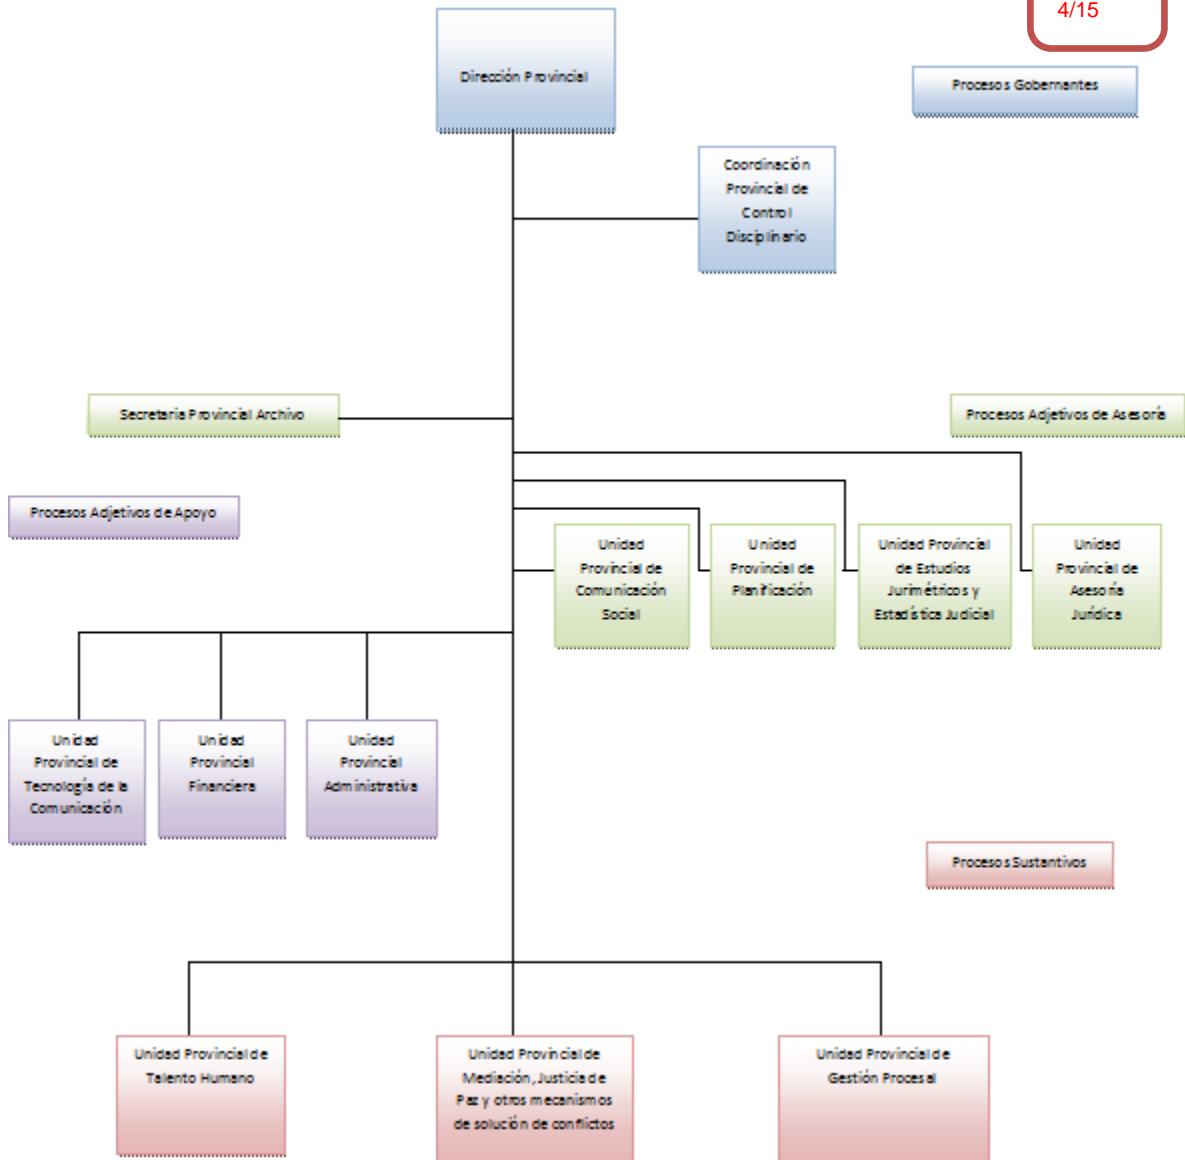 4/15
Dirección Provincial
Procesos Gobernantes
Coordinación
Provincial de
Control
Disciplinario
Secretaria Provincial Archivo
Procesos Adjetivos de Asesoría
Procesos Adjetivos de Apoyo
Unidad
Provincial de
Comunicación
Social
Unidad
Provincial de
Planificación
Unidad Provincial
de Estudios
Jurimétricos y
Estadística Judicial
Unidad
Provincial de
Asesoría
Jurídica
Unidad
Provincial de
Tecnología de la
Comunicación
Unidad
Provincial
Financiera
Unidad
Provincial
Administrativa
Procesos Sustantivos
Unidad Provincial de
Talento Humano
Unidad Provincial de
Mediación, Justicia de
Paz y otros mecanismos
de solución de conflictos
Unidad Provincial de
Gestión Procesal